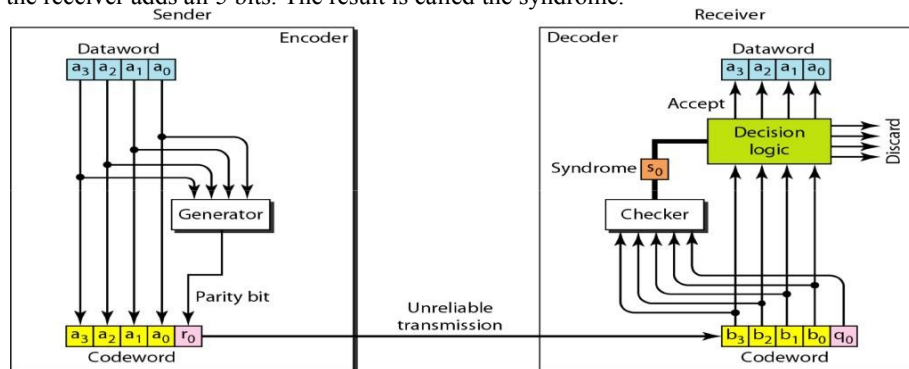 the receiver adds all 5 bits. The result is called the syndrome.
Sender
Receiver
Encoder
Decoder
Dataword
a3 a2 a1 a0
Generator
Parity bit
a3 a2 a1 a0 r0
Codeword
Unreliable
transmission
Dataword
a3 a2 a1 a0
Accept
Decision
logic
Discard
Syndrome s0
Checker
b3 b2 b1 b0 q0
Codeword